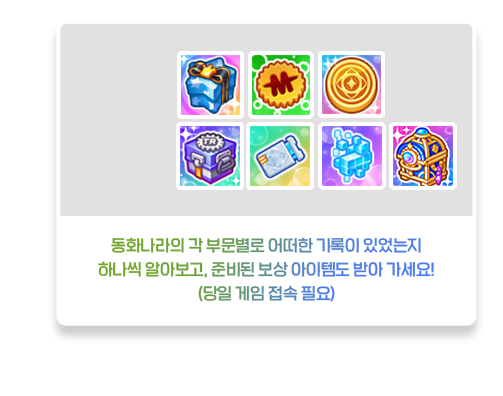 M
TR
동화나라의 각 부문별로 어떠한 기록이 있었는지
하나씩 알아보고, 준비된 보상 아이템도 받아 가세요!
(당일 게임 접속 필요)